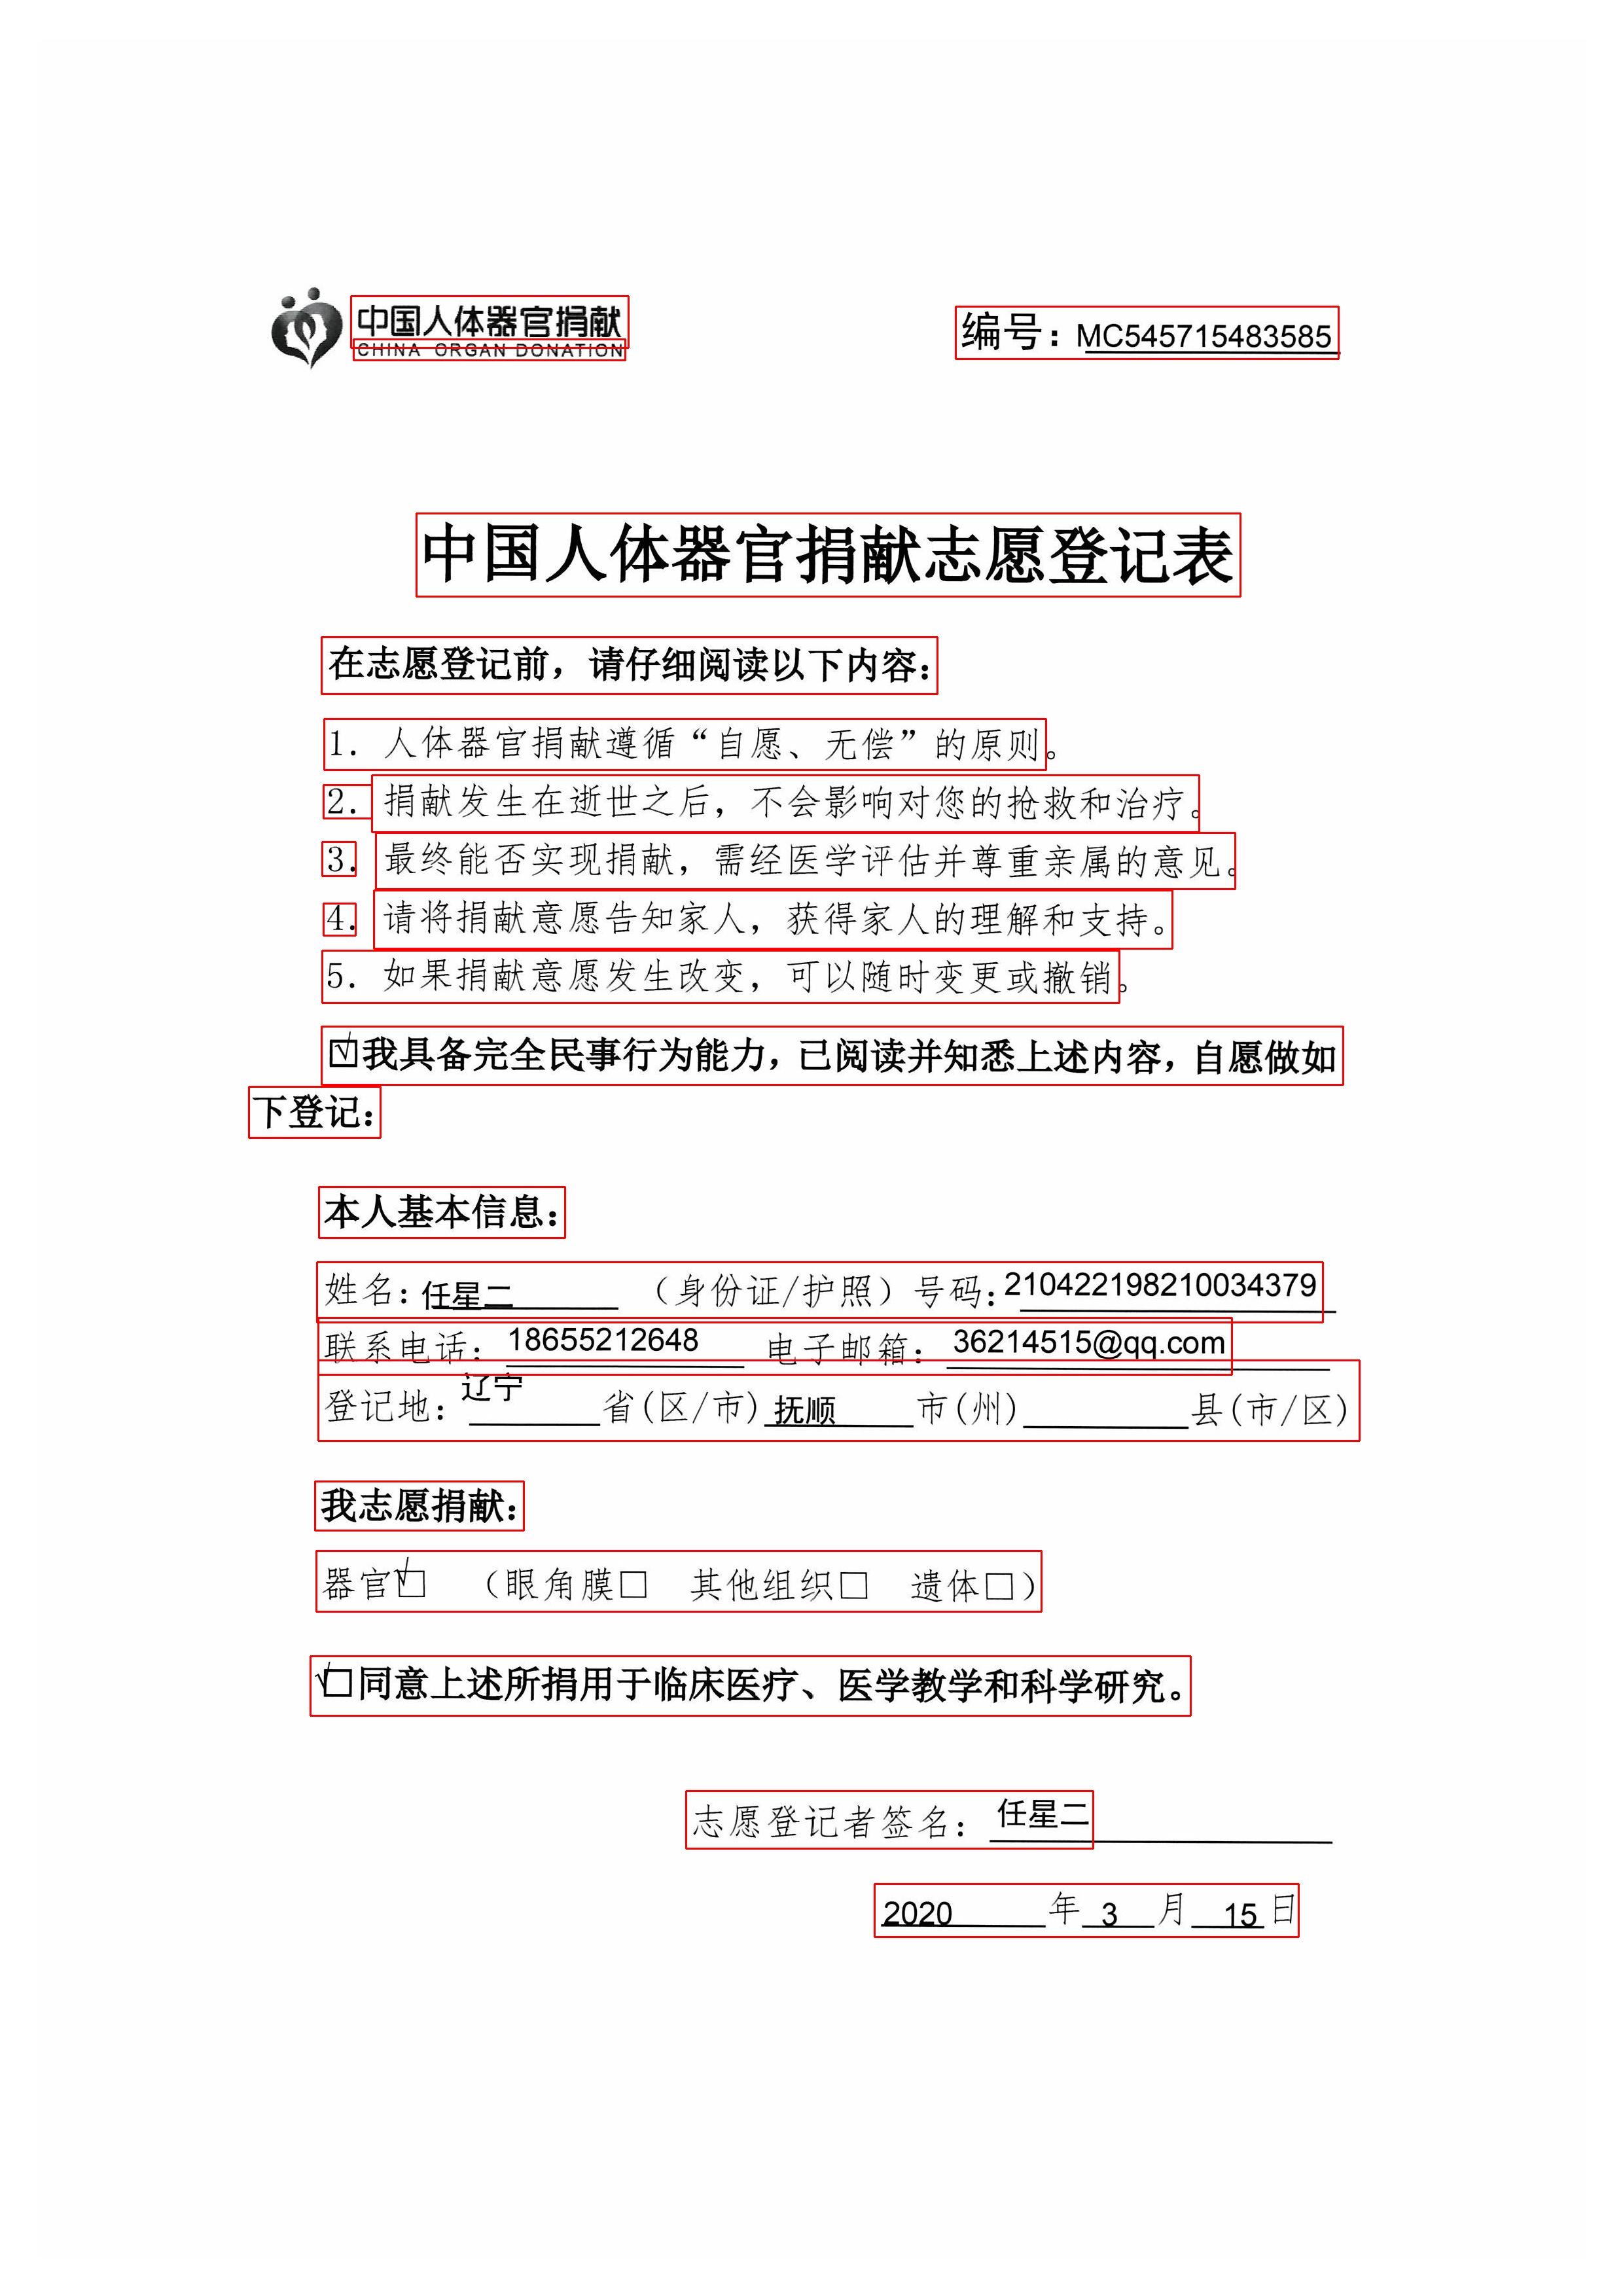 中国人体器官捐献
CHINA ORGAN DONATION
编号:MC545715483585
中国人体器官捐献志愿登记表
在志愿登记前，请仔细阅读以下内容：
1. 人体器官捐献遵循“自愿、无偿”的原则。
2. 捐献发生在逝世之后，不会影响对您的抢救和治疗。
3. 最终能否实现捐献，需经医学评估并尊重亲属的意见。
4. 请将捐献意愿告知家人，获得家人的理解和支持。
5. 如果捐献意愿发生改变，可以随时变更或撤销。
☑我具备完全民事行为能力，已阅读并知悉上述内容，自愿做如
下登记：
本人基本信息：
姓名：任星二 （身份证/护照）号码：210422198210034379
联系电话：18655212648 电子邮箱：36214515@qq.com
登记地：辽宁省(区/市)抚顺市(州)________县(市/区)
我志愿捐献：
器官☑ （眼角膜□ 其他组织□ 遗体□）
☑同意上述所捐用于临床医疗、医学教学和科学研究。
志愿登记者签名：任星二
2020年3月15日